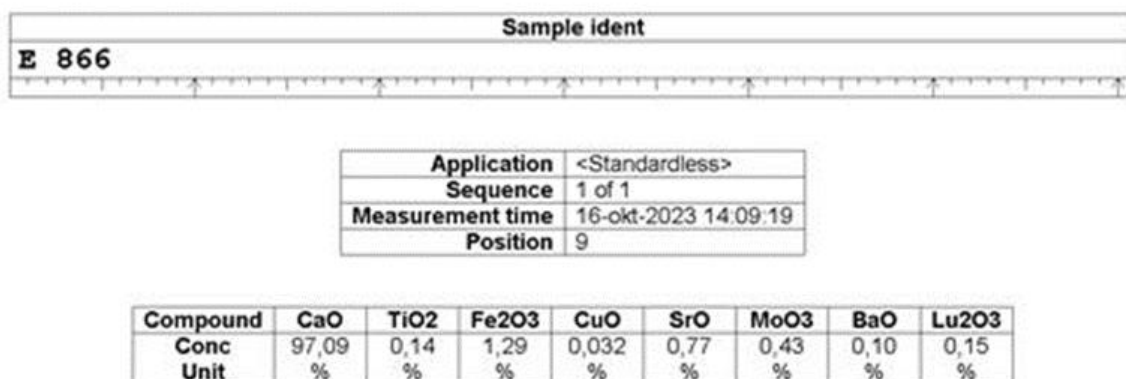 Sample ident
E 866
Application <Standardless>
Sequence 1 of 1
Measurement time 16-okt-2023 14:09:19
Position 9
Compound CaO TiO2 Fe2O3 CuO SrO MoO3 BaO Lu2O3
Conc 97,09 0,14 1,29 0,032 0,77 0,43 0,10 0,15
Unit % % % % % % % %